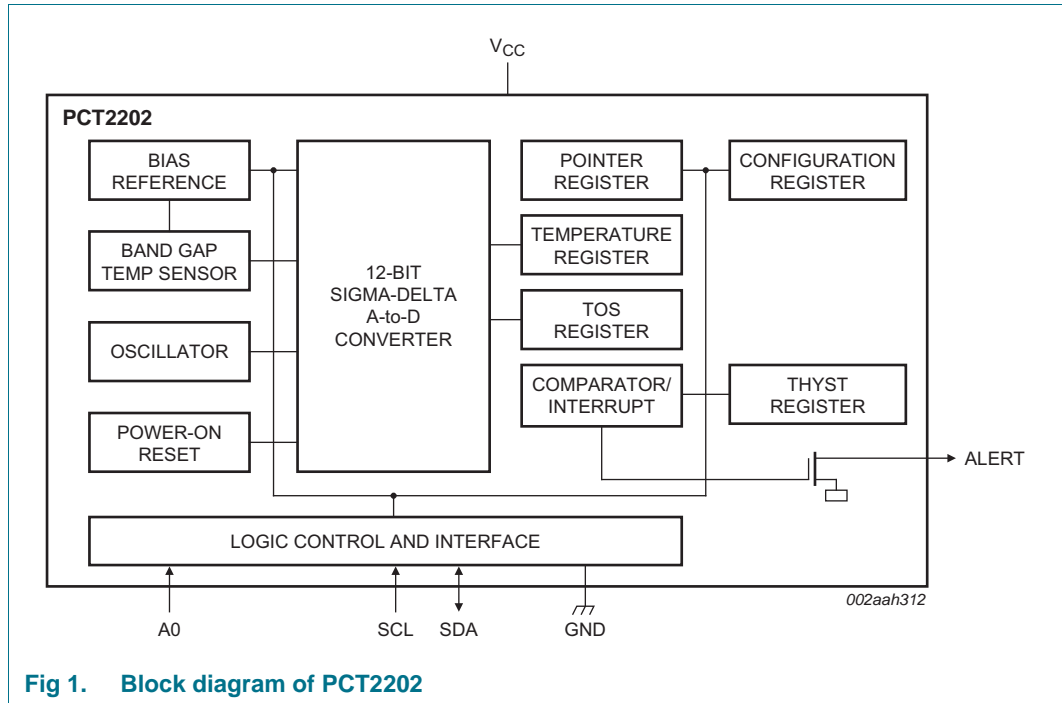 VCC
PCT2202
BIAS
REFERENCE
POINTER
REGISTER
CONFIGURATION
REGISTER
BAND GAP
TEMP SENSOR
12-BIT
SIGMA-DELTA
A-to-D
CONVERTER
TEMPERATURE
REGISTER
OSCILLATOR
TOS
REGISTER
POWER-ON
RESET
COMPARATOR/
INTERRUPT
THYST
REGISTER
ALERT
LOGIC CONTROL AND INTERFACE
002aah312
A0
SCL
SDA
GND
Fig 1. Block diagram of PCT2202